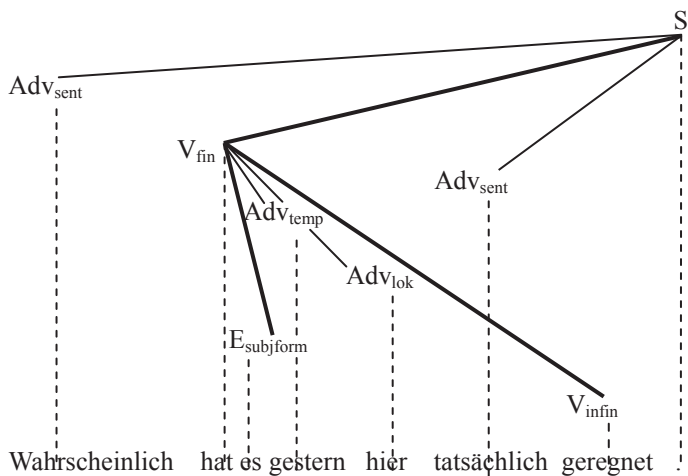 S
Adv_sent
V_fin
Adv_sent
Adv_temp
Adv_lok
E_subjform
V_infin
Wahrscheinlich hat es gestern hier tatsächlich geregnet .